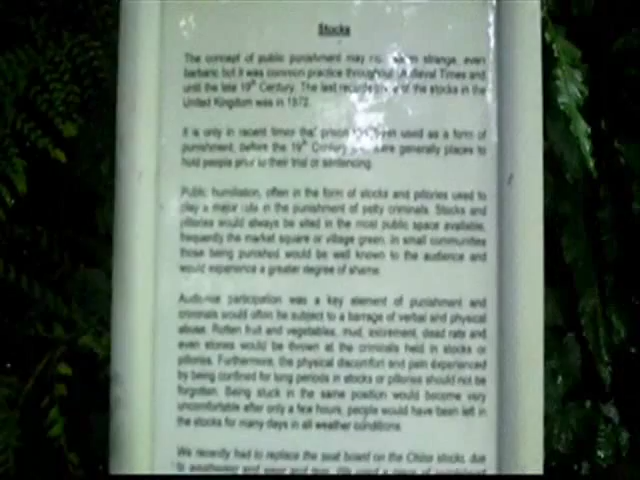 Stocks
The concept of public punishment may now seem strange, even
barbaric but it was common practice throughout Medieval Times and
until the late 19th Century. The last recorded use of the stocks in the
United Kingdom was in 1872.
It is only in recent times that prison has been used as a form of
punishment, before the 19th Century they were generally places to
hold people prior to their trial or sentencing.
Public humiliation, often in the form of stocks and pillories used to
play a major role in the punishment of petty criminals. Stocks and
pillories would always be sited in the most public space available,
frequently the market square or village green. In small communities
those being punished would be well known to the audience and
would experience a greater degree of shame.
Audience participation was a key element of punishment and
criminals would often be subject to a barrage of verbal and physical
abuse. Rotten fruit and vegetables, mud, excrement, dead rats and
even stones would be thrown at the criminals held in stocks or
pillories. Furthermore, the physical discomfort and pain experienced
by being confined for long periods in stocks or pillories should not be
forgotten. Being stuck in the same position would become very
uncomfortable after only a few hours, people would have been left in
the stocks for many days in all weather conditions.
We recently had to replace the seat board on the stocks, due
to weathering and wear and tear. We used a piece of